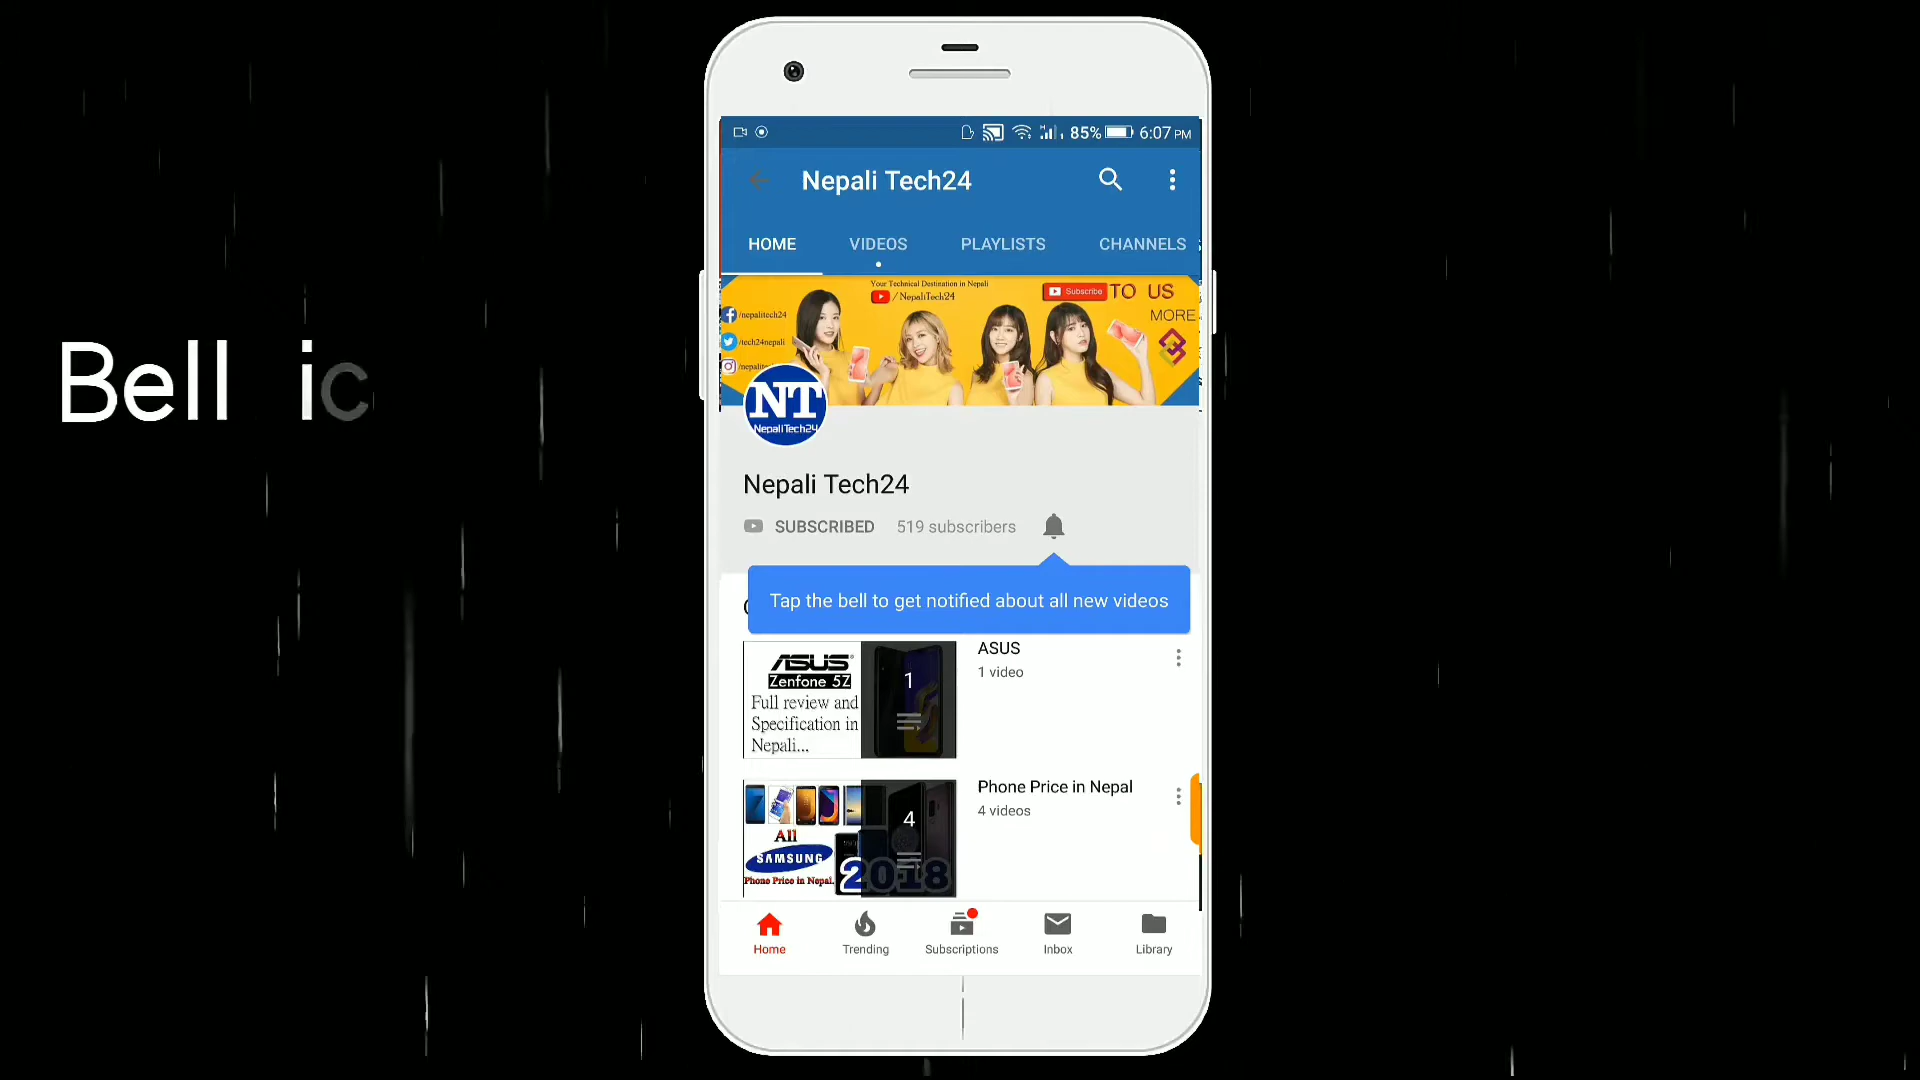 Bell ic
85% 6:07 PM
Nepali Tech24
HOME VIDEOS PLAYLISTS CHANNELS
Your Technical Destination in Nepali
/NepaliTech24
Subscribe TO US
MORE
/nepalitech24
/tech24nepali
NT
NepaliTech24
Nepali Tech24
SUBSCRIBED 519 subscribers
Tap the bell to get notified about all new videos
ASUS
Zenfone 5Z
Full review and
Specification in
Nepali...
1
ASUS
1 video
All
SAMSUNG
Phone Price in Nepal.
2018
4
Phone Price in Nepal
4 videos
Home Trending Subscriptions Inbox Library